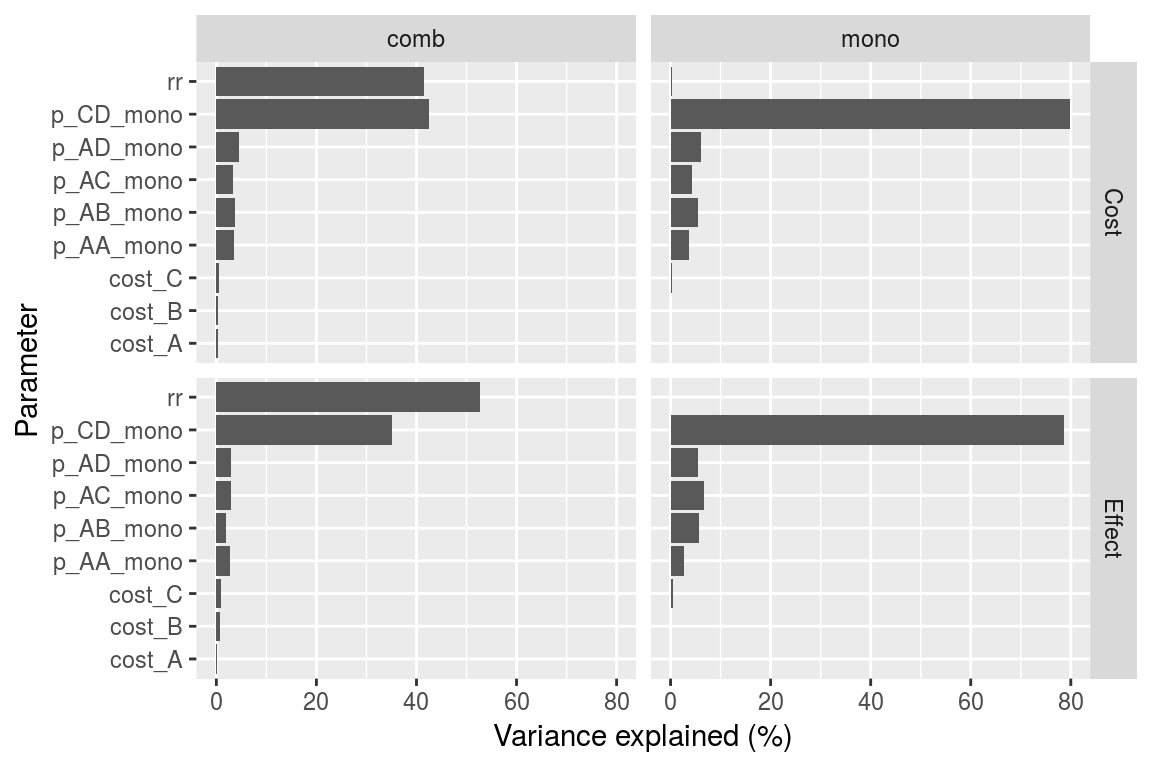 comb
mono
Parameter
rr
p_CD_mono
p_AD_mono
p_AC_mono
p_AB_mono
p_AA_mono
cost_C
cost_B
cost_A
Cost
rr
p_CD_mono
p_AD_mono
p_AC_mono
p_AB_mono
p_AA_mono
cost_C
cost_B
cost_A
Effect
0 20 40 60 80 0 20 40 60 80
Variance explained (%)